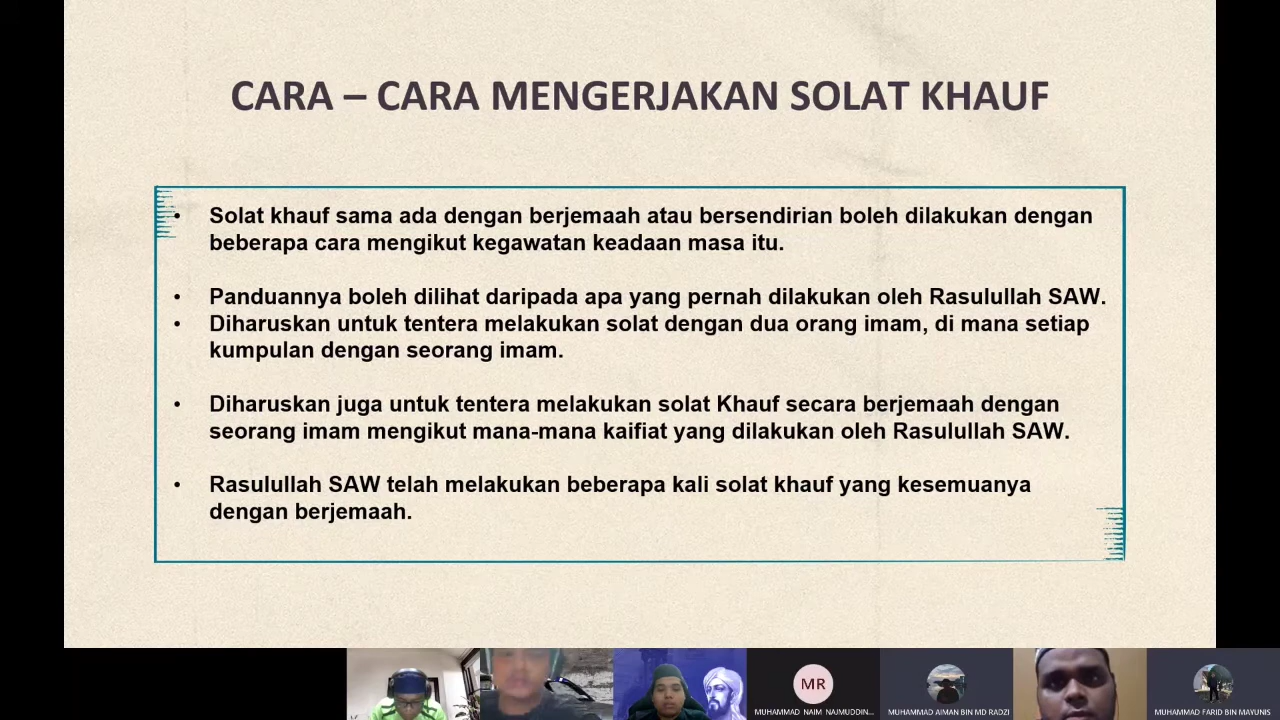 CARA – CARA MENGERJAKAN SOLAT KHAUF
• Solat khauf sama ada dengan berjemaah atau bersendirian boleh dilakukan dengan
beberapa cara mengikut kegawatan keadaan masa itu.
• Panduannya boleh dilihat daripada apa yang pernah dilakukan oleh Rasulullah SAW.
• Diharuskan untuk tentera melakukan solat dengan dua orang imam, di mana setiap
kumpulan dengan seorang imam.
• Diharuskan juga untuk tentera melakukan solat Khauf secara berjemaah dengan
seorang imam mengikut mana-mana kaifiat yang dilakukan oleh Rasulullah SAW.
• Rasulullah SAW telah melakukan beberapa kali solat khauf yang kesemuanya
dengan berjemaah.
MR
MUHAMMAD NAIM NAJMUDDIN...
MUHAMMAD AIMAN BIN MD RADZI
MUHAMMAD FARID BIN MAYUNIS